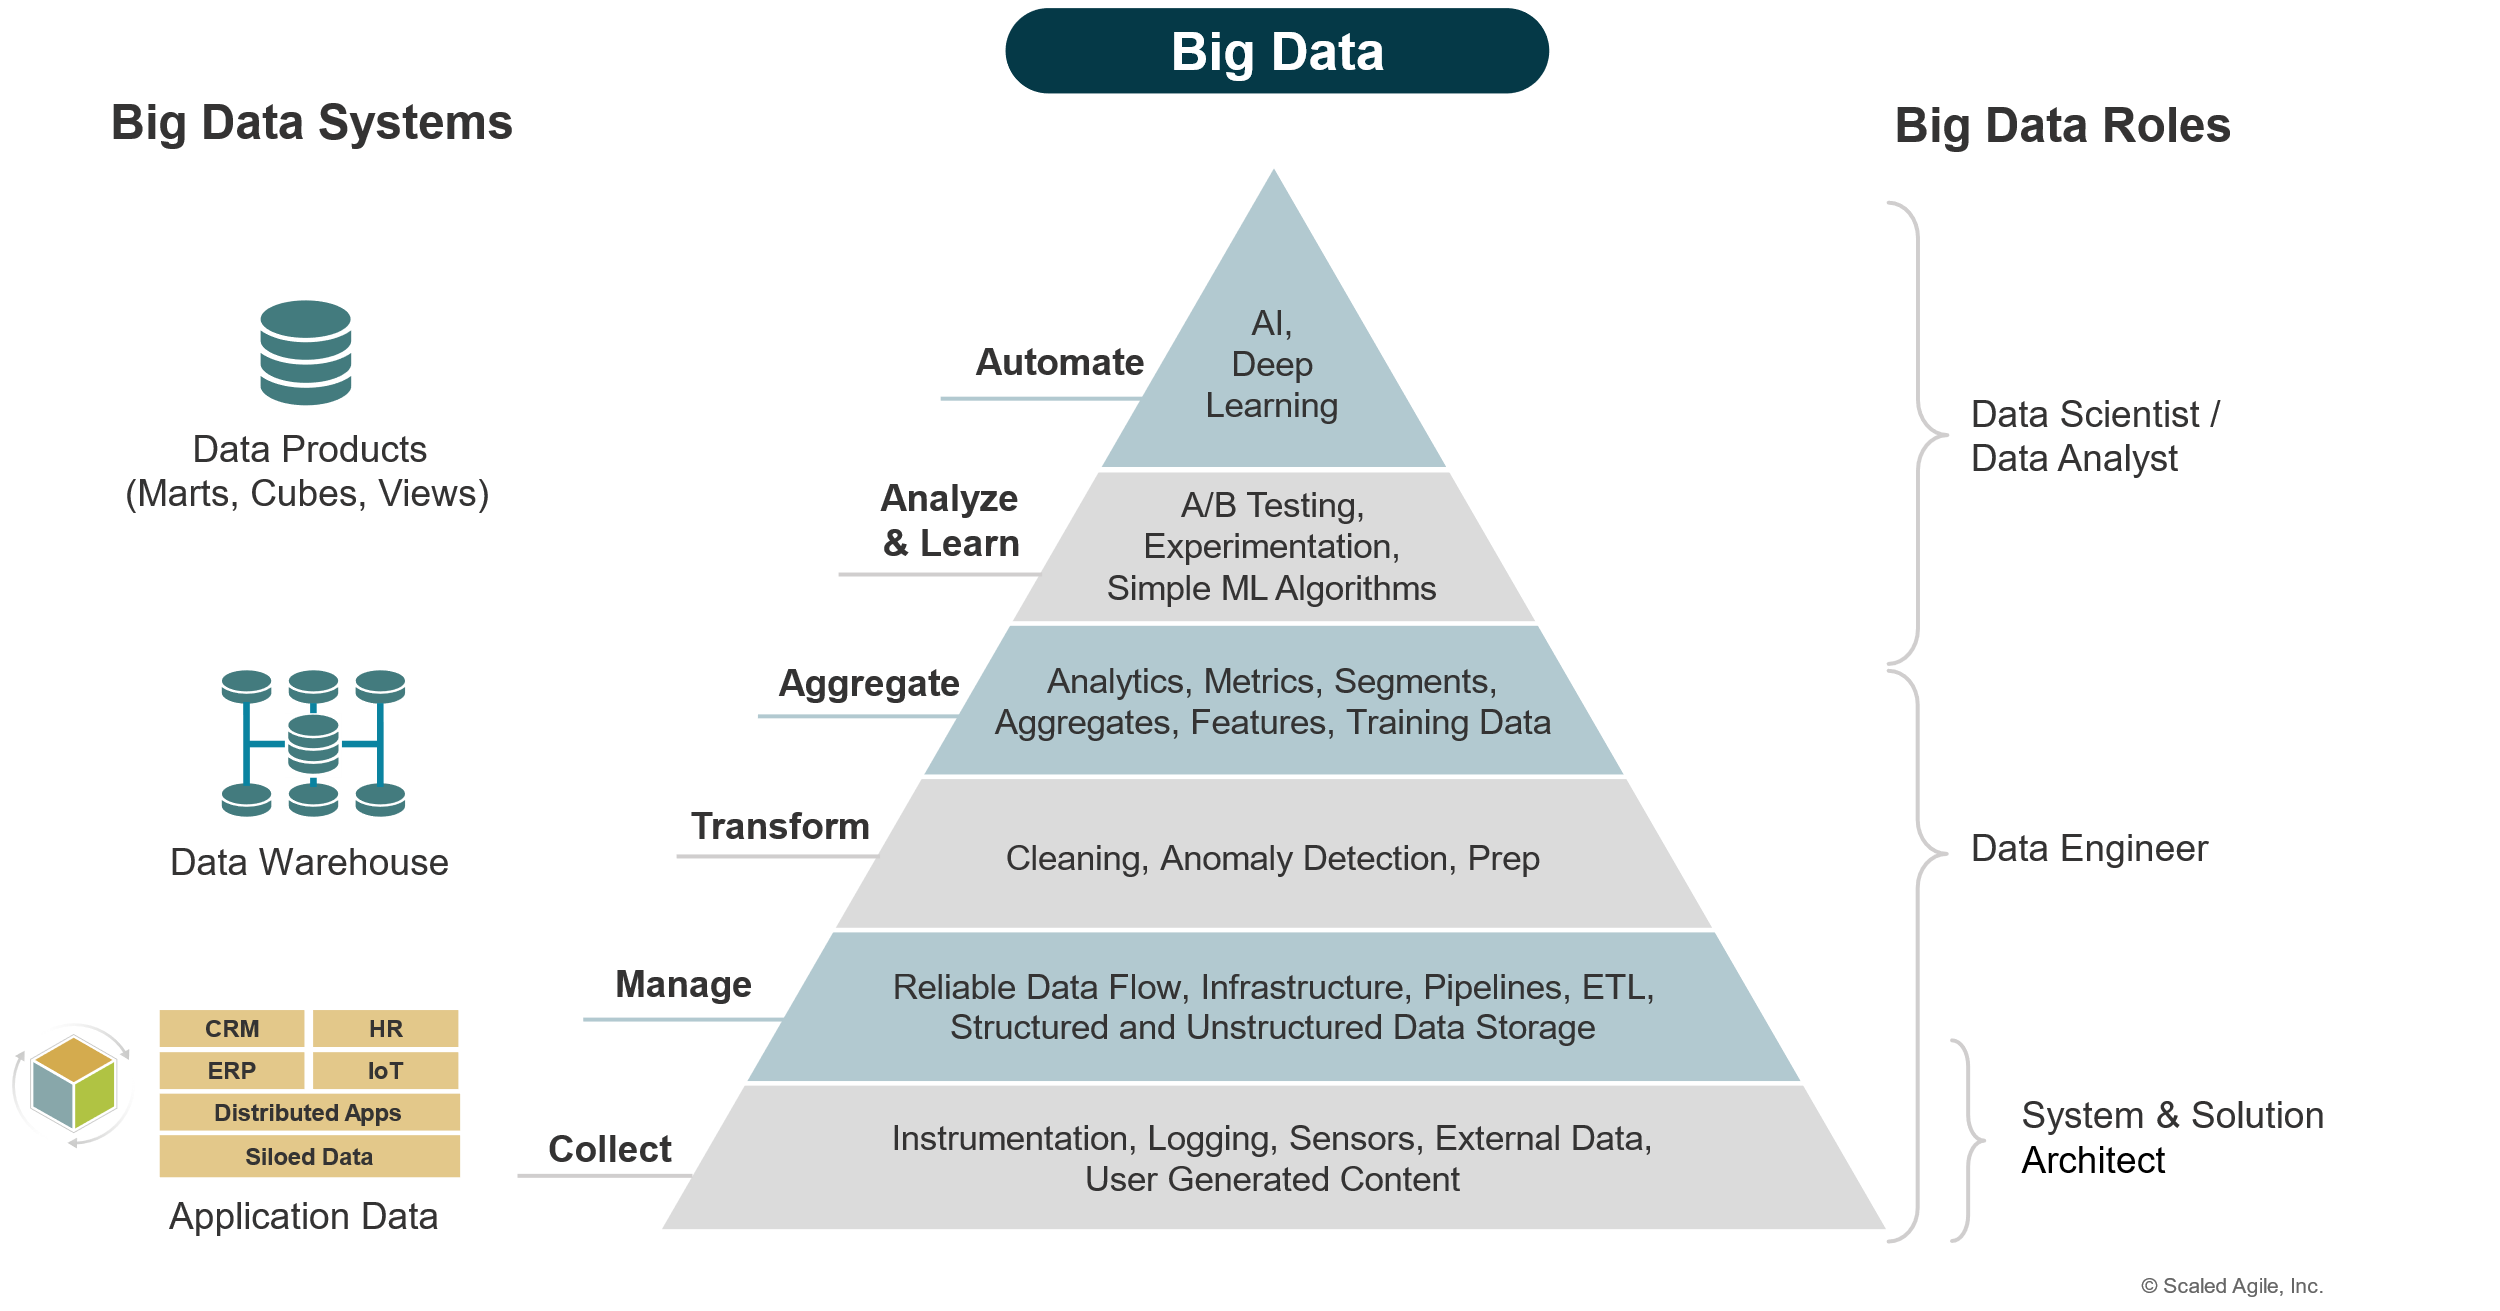 Big Data
Big Data Systems
Big Data Roles
Data Products
(Marts, Cubes, Views)
Data Warehouse
CRM
HR
ERP
IoT
Distributed Apps
Siloed Data
Application Data
Automate
AI,
Deep
Learning
Analyze
& Learn
A/B Testing,
Experimentation,
Simple ML Algorithms
Aggregate
Analytics, Metrics, Segments,
Aggregates, Features, Training Data
Transform
Cleaning, Anomaly Detection, Prep
Manage
Reliable Data Flow, Infrastructure, Pipelines, ETL,
Structured and Unstructured Data Storage
Collect
Instrumentation, Logging, Sensors, External Data,
User Generated Content
Data Scientist /
Data Analyst
Data Engineer
System & Solution
Architect
© Scaled Agile, Inc.